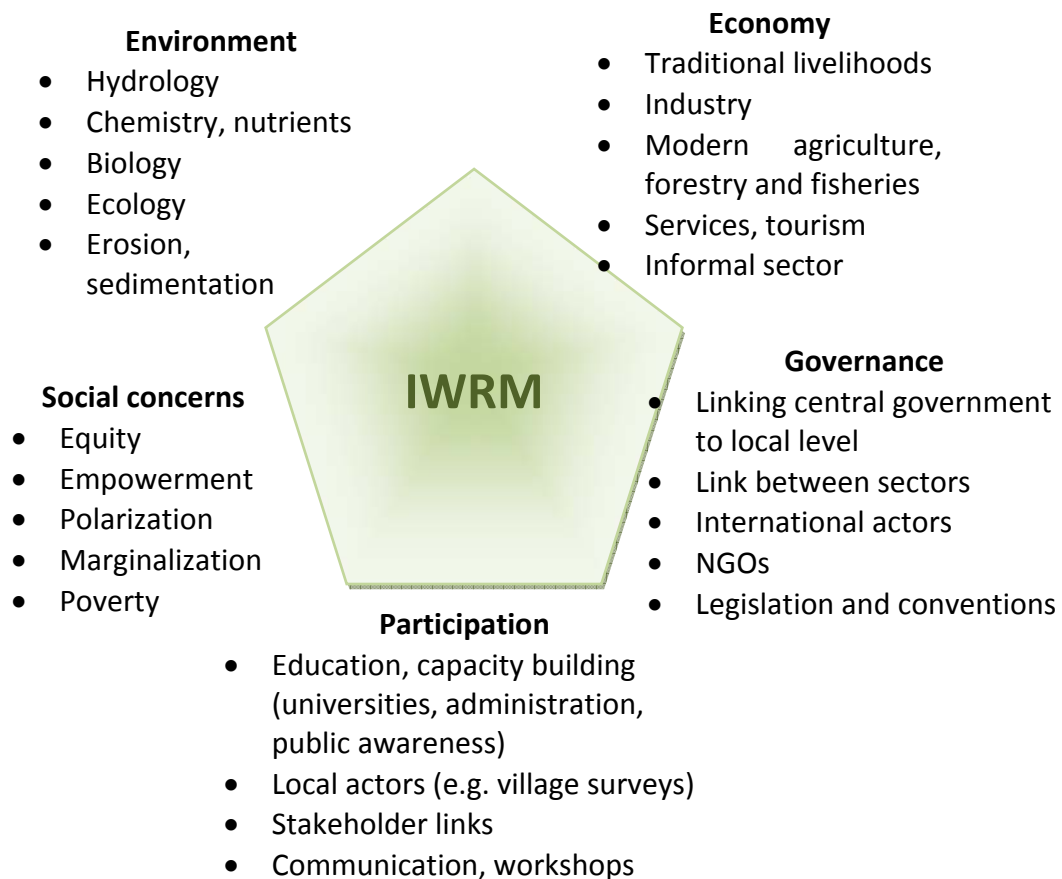 Environment
• Hydrology
• Chemistry, nutrients
• Biology
• Ecology
• Erosion,
sedimentation
Economy
• Traditional livelihoods
• Industry
• Modern agriculture,
forestry and fisheries
• Services, tourism
• Informal sector
IWRM
Social concerns
• Equity
• Empowerment
• Polarization
• Marginalization
• Poverty
Governance
• Linking central government
to local level
• Link between sectors
• International actors
• NGOs
• Legislation and conventions
Participation
• Education, capacity building
(universities, administration,
public awareness)
• Local actors (e.g. village surveys)
• Stakeholder links
• Communication, workshops